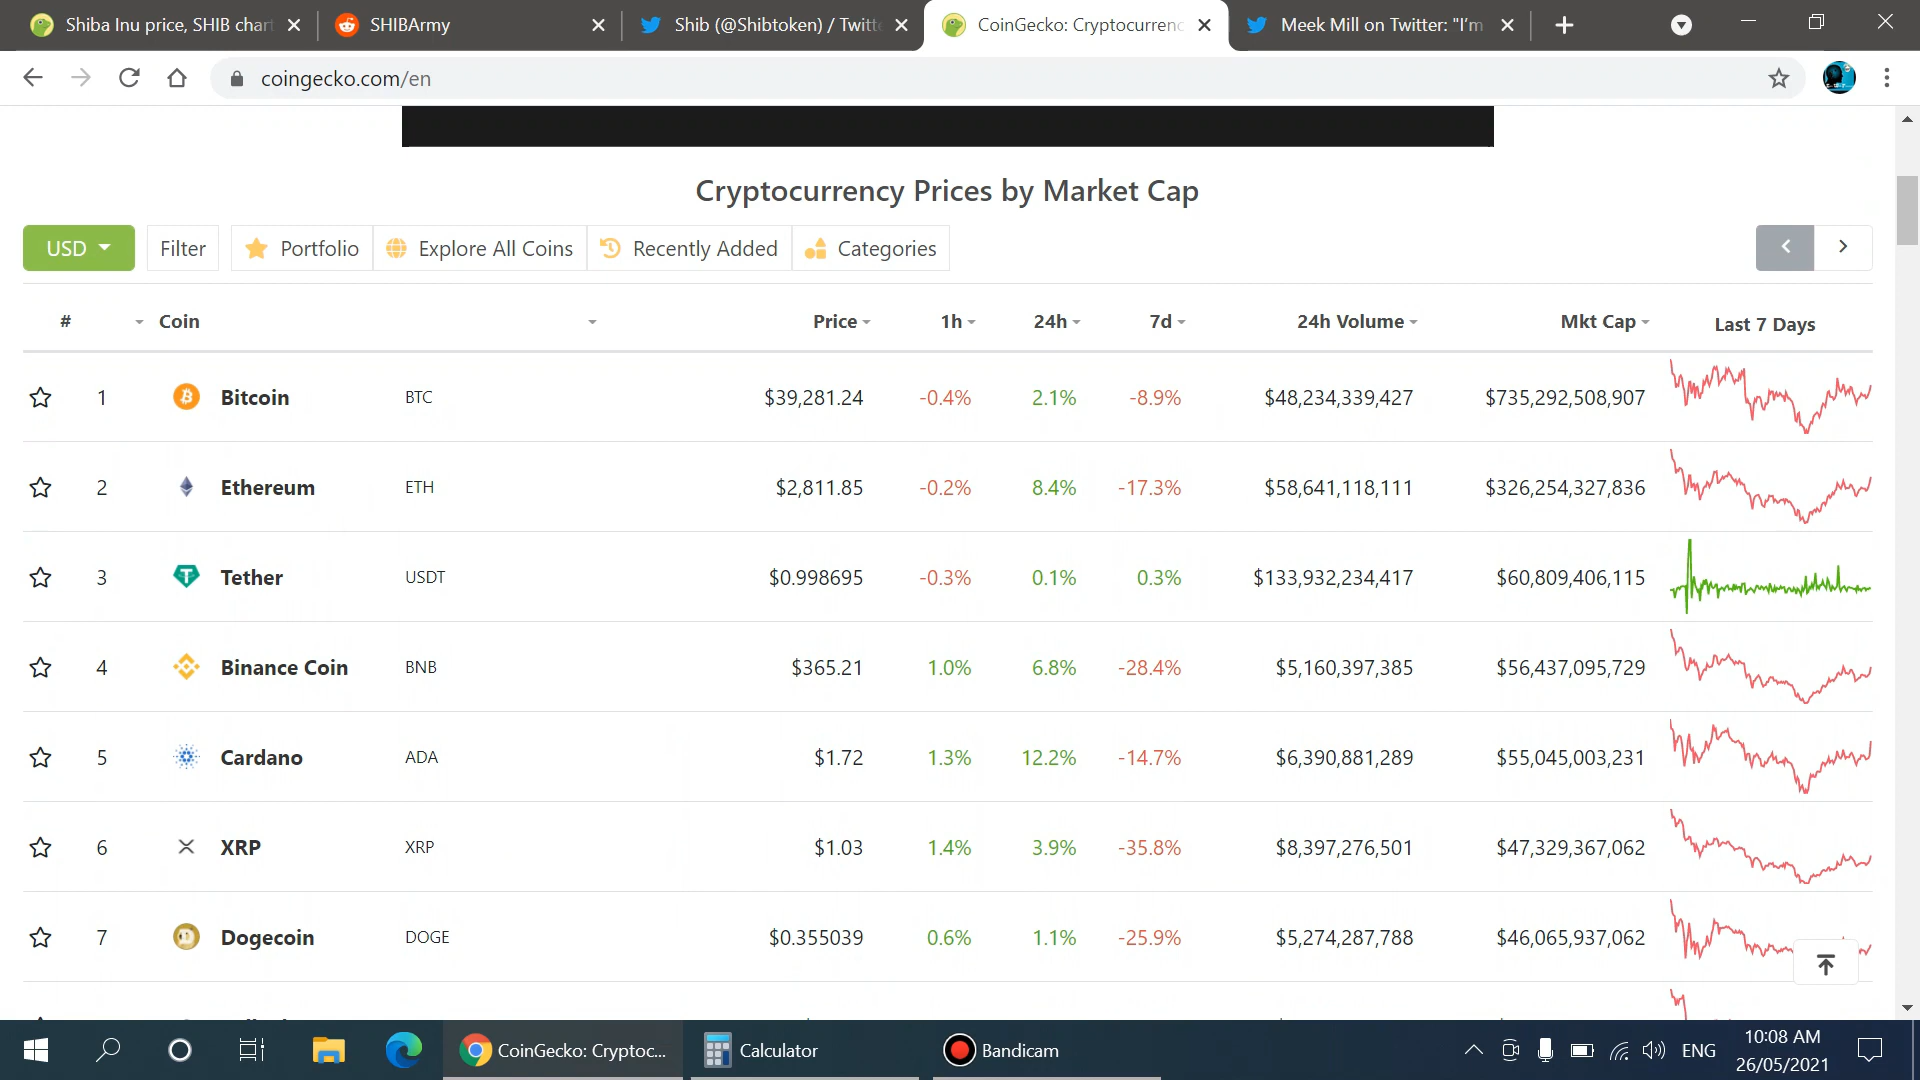 Shiba Inu price, SHIB chart
SHIBArmy
Shib (@Shibtoken) / Twitte
CoinGecko: Cryptocurrenc
Meek Mill on Twitter: "I'm
coingecko.com/en
Cryptocurrency Prices by Market Cap
USD Filter Portfolio Explore All Coins Recently Added Categories
# Coin Price 1h 24h 7d 24h Volume Mkt Cap Last 7 Days
1 Bitcoin BTC $39,281.24 -0.4% 2.1% -8.9% $48,234,339,427 $735,292,508,907
2 Ethereum ETH $2,811.85 -0.2% 8.4% -17.3% $58,641,118,111 $326,254,327,836
3 Tether USDT $0.998695 -0.3% 0.1% 0.3% $133,932,234,417 $60,809,406,115
4 Binance Coin BNB $365.21 1.0% 6.8% -28.4% $5,160,397,385 $56,437,095,729
5 Cardano ADA $1.72 1.3% 12.2% -14.7% $6,390,881,289 $55,045,003,231
6 XRP XRP $1.03 1.4% 3.9% -35.8% $8,397,276,501 $47,329,367,062
7 Dogecoin DOGE $0.355039 0.6% 1.1% -25.9% $5,274,287,788 $46,065,937,062
CoinGecko: Cryptoc...
Calculator
Bandicam
ENG
10:08 AM
26/05/2021